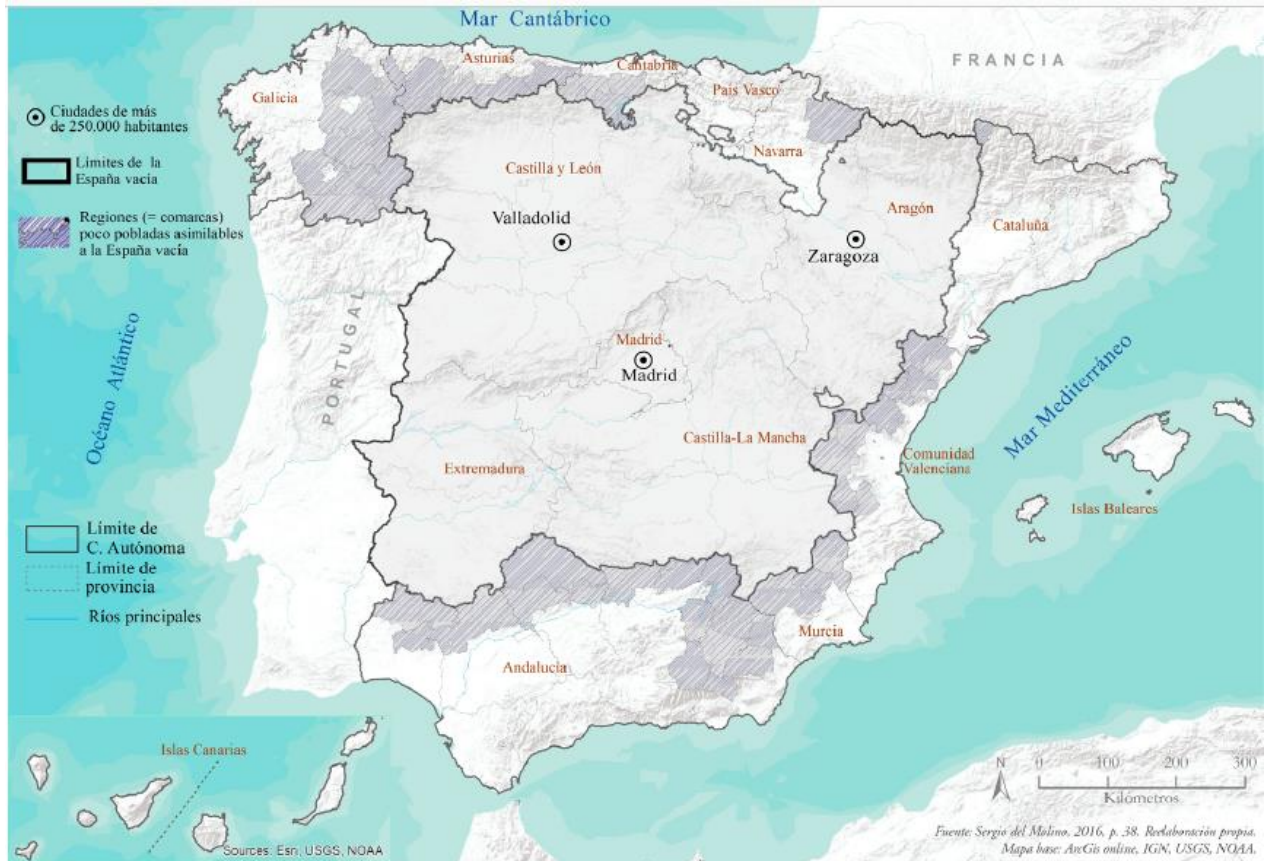 Mar Cantábrico
FRANCIA
Asturias
Cantabria
País Vasco
Galicia
Navarra
Ciudades de más
de 250.000 habitantes
Límites de la
España vacía
Regiones (= comarcas)
poco pobladas asimilables
a la España vacía
Castilla y León
Valladolid
Aragón
Zaragoza
Cataluña
PORTUGAL
Océano Atlántico
Madrid
Madrid
Mar Mediterráneo
Castilla-La Mancha
Extremadura
Comunidad
Valenciana
Islas Baleares
Límite de
C. Autónoma
Límite de
provincia
Ríos principales
Murcia
Andalucía
Islas Canarias
N
0 100 200 300
Kilómetros
Sources: Esri, USGS, NOAA
Fuente: Sergio del Molino, 2016, p. 38. Reelaboración propia.
Mapa base: ArcGis online, IGN, USGS, NOAA.